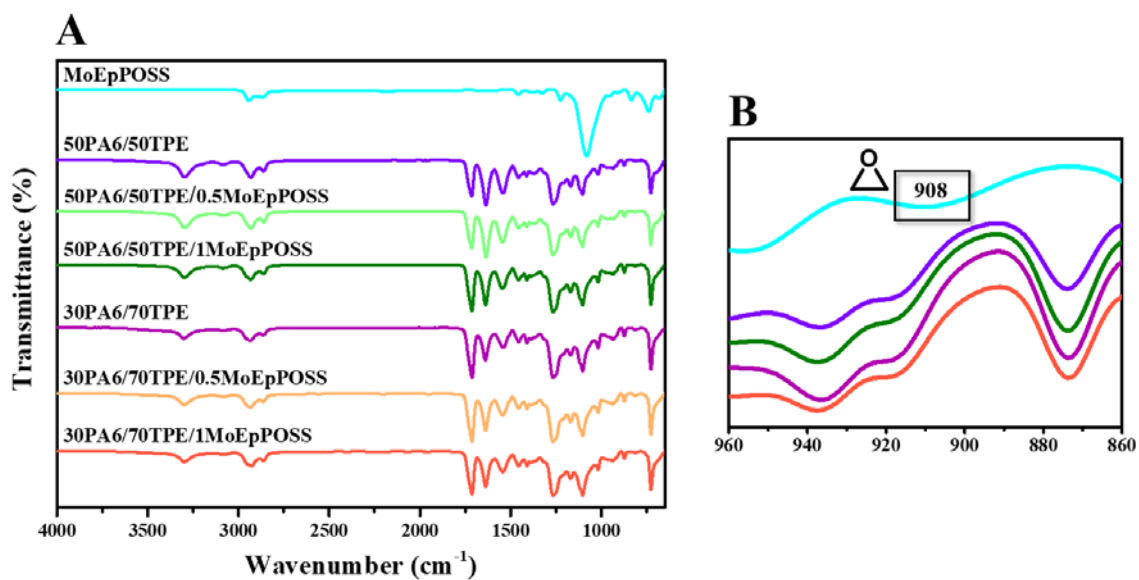 A
MoEpPOSS
50PA6/50TPE
50PA6/50TPE/0.5MoEpPOSS
50PA6/50TPE/1MoEpPOSS
30PA6/70TPE
30PA6/70TPE/0.5MoEpPOSS
30PA6/70TPE/1MoEpPOSS
Transmittance (%)
4000 3500 3000 2500 2000 1500 1000
Wavenumber (cm⁻¹)
B
O
908
960 940 920 900 880 860